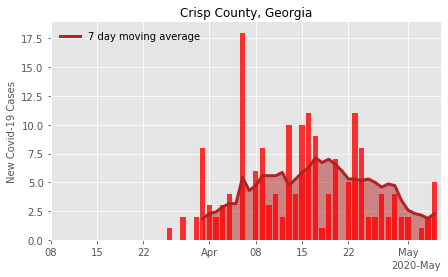 Crisp County, Georgia
7 day moving average
New Covid-19 Cases
17.5
15.0
12.5
10.0
7.5
5.0
2.5
0.0
08 15 22 Apr 08 15 22 May
2020-May